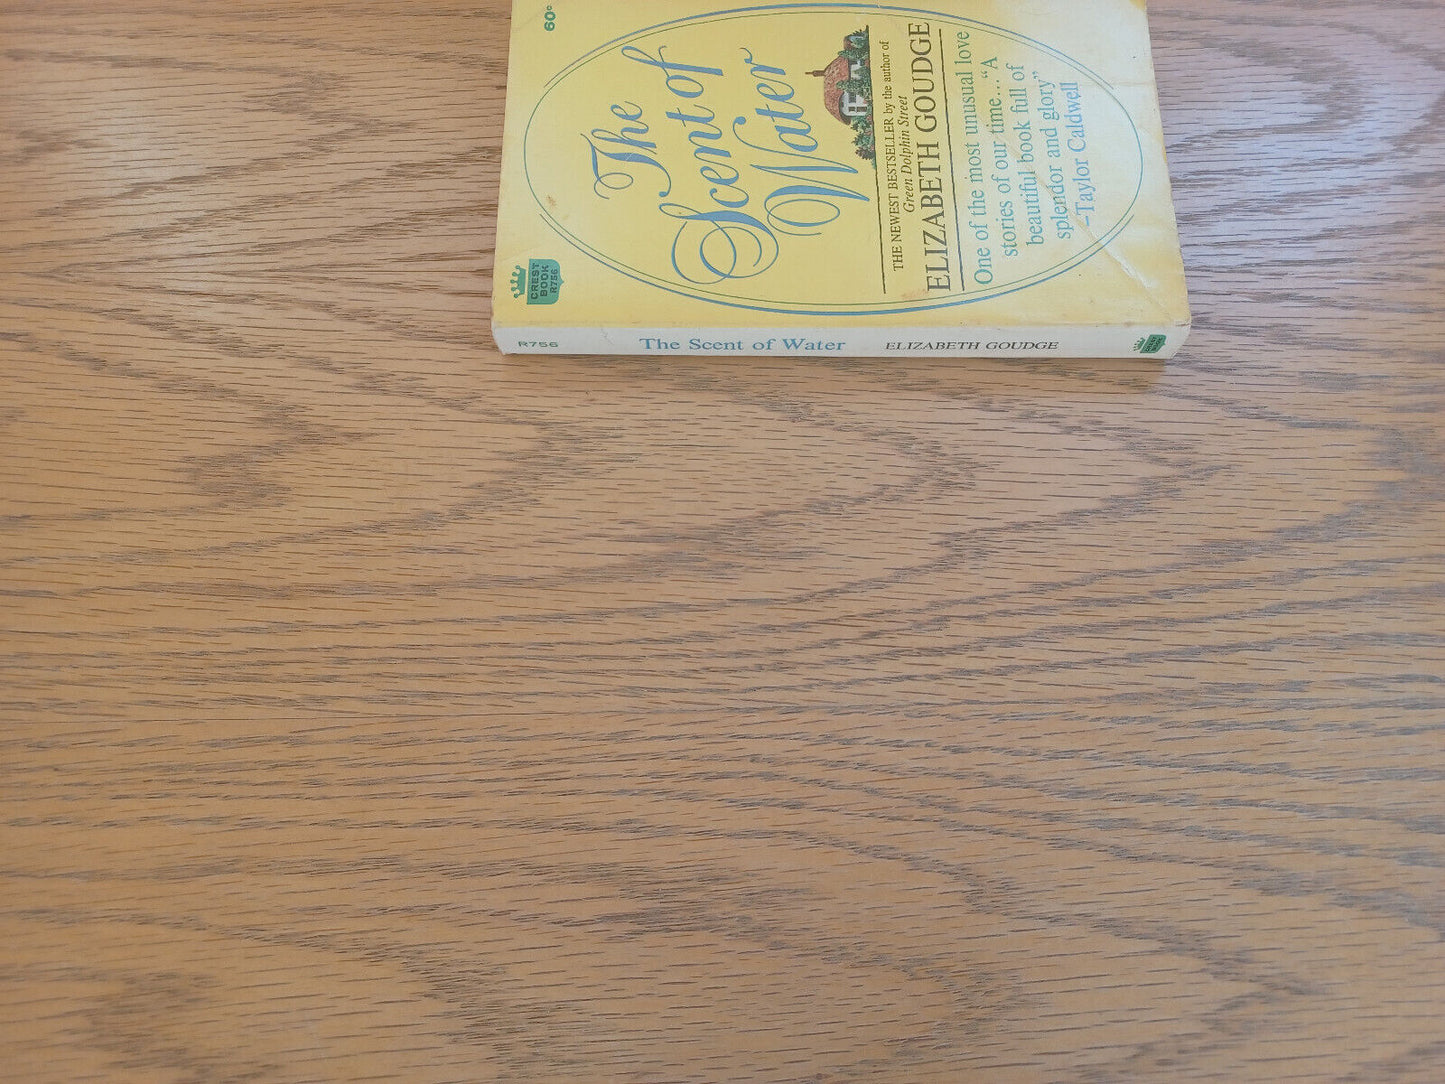 60¢
The
Scent of
Water
THE NEWEST BESTSELLER by the author of
Green Dolphin Street
ELIZABETH GOUDGE
One of the most unusual love
stories of our time...."A
beautiful book full of
splendor and glory"
–Taylor Caldwell
CREST
BOOK
R756
R756 The Scent of Water ELIZABETH GOUDGE
CREST
BOOK